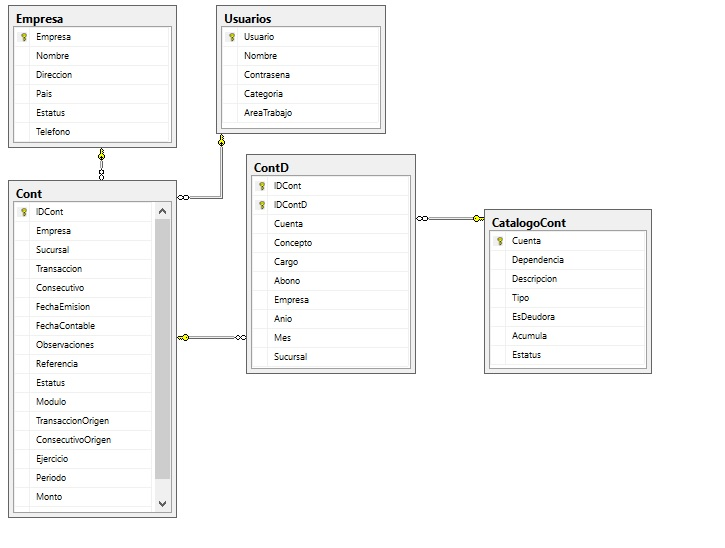 Empresa
Empresa
Nombre
Direccion
Pais
Estatus
Telefono
Usuarios
Usuario
Nombre
Contrasena
Categoria
AreaTrabajo
Cont
IDCont
Empresa
Sucursal
Transaccion
Consecutivo
FechaEmision
FechaContable
Observaciones
Referencia
Estatus
Modulo
TransaccionOrigen
ConsecutivoOrigen
Ejercicio
Periodo
Monto
ContD
IDCont
IDContD
Cuenta
Concepto
Cargo
Abono
Empresa
Anio
Mes
Sucursal
CatalogoCont
Cuenta
Dependencia
Descripcion
Tipo
EsDeudora
Acumula
Estatus